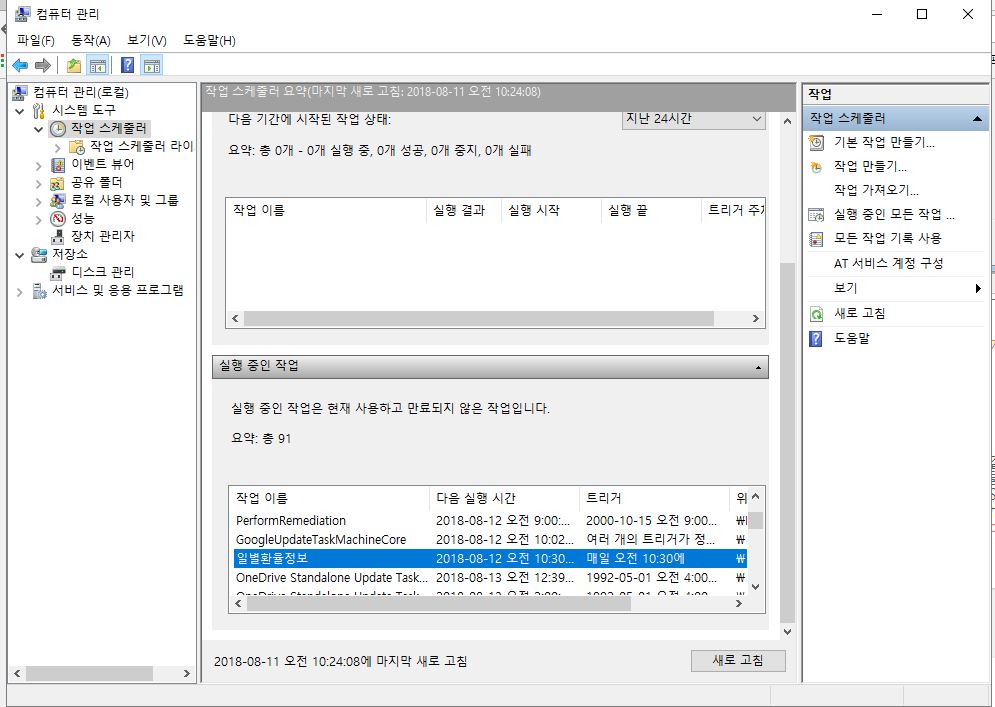 컴퓨터 관리
파일(F) 동작(A) 보기(V) 도움말(H)
컴퓨터 관리(로컬)
시스템 도구
작업 스케줄러
작업 스케줄러 라이
이벤트 뷰어
공유 폴더
로컬 사용자 및 그룹
성능
장치 관리자
저장소
디스크 관리
서비스 및 응용 프로그램
작업 스케줄러 요약(마지막 새로 고침: 2018-08-11 오전 10:24:08)
다음 기간에 시작된 작업 상태: 지난 24시간
요약: 총 0개 - 0개 실행 중, 0개 성공, 0개 중지, 0개 실패
작업 이름 실행 결과 실행 시작 실행 끝 트리거 주기
실행 중인 작업
실행 중인 작업은 현재 사용하고 만료되지 않은 작업입니다.
요약: 총 91
작업 이름 다음 실행 시간 트리거 위
PerformRemediation 2018-08-12 오전 9:00:... 2000-10-15 오전 9:00... ₩
GoogleUpdateTaskMachineCore 2018-08-12 오전 10:02... 여러 개의 트리거가 정... ₩
일별환율정보 2018-08-12 오전 10:30... 매일 오전 10:30에 ₩
OneDrive Standalone Update Task... 2018-08-13 오전 12:39... 1992-05-01 오전 4:00... ₩
2018-08-11 오전 10:24:08에 마지막 새로 고침 새로 고침
작업
작업 스케줄러
기본 작업 만들기...
작업 만들기...
작업 가져오기...
실행 중인 모든 작업 ...
모든 작업 기록 사용
AT 서비스 계정 구성
보기
새로 고침
도움말